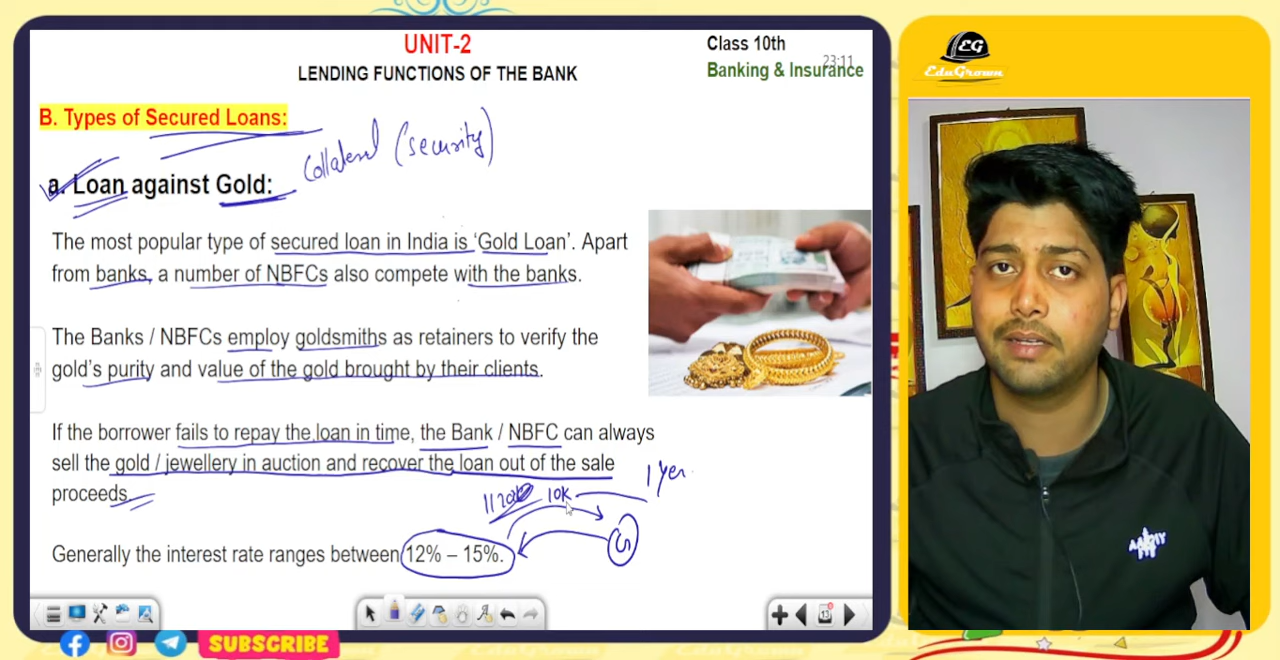 UNIT-2
LENDING FUNCTIONS OF THE BANK
Class 10th
23:11
Banking & Insurance
B. Types of Secured Loans:
Collateral (security)
a. Loan against Gold:
The most popular type of secured loan in India is ‘Gold Loan’. Apart
from banks, a number of NBFCs also compete with the banks.
The Banks / NBFCs employ goldsmiths as retainers to verify the
gold’s purity and value of the gold brought by their clients.
If the borrower fails to repay the loan in time, the Bank / NBFC can always
sell the gold / jewellery in auction and recover the loan out of the sale
proceeds.
10K
1 yer
Generally the interest rate ranges between 12% – 15%.
SUBSCRIBE
EG
EduGrown